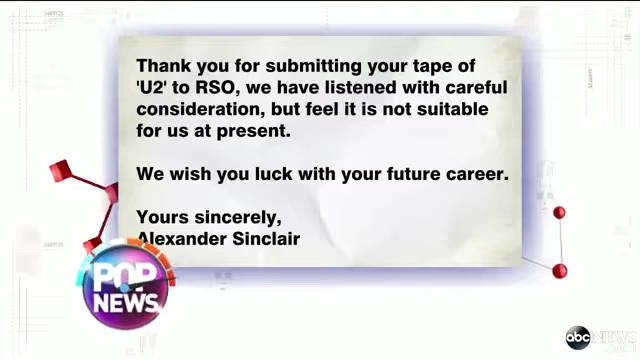 Thank you for submitting your tape of
'U2' to RSO, we have listened with careful
consideration, but feel it is not suitable
for us at present.
We wish you luck with your future career.
Yours sincerely,
Alexander Sinclair
POP
NEWS
abc NEWS
.com